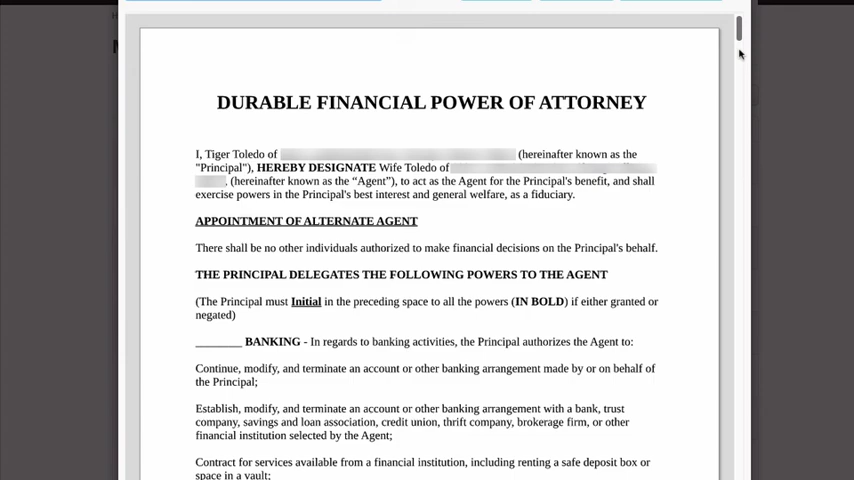 DURABLE FINANCIAL POWER OF ATTORNEY
I, Tiger Toledo of (hereinafter known as the
"Principal"), HEREBY DESIGNATE Wife Toledo of
, (hereinafter known as the “Agent”), to act as the Agent for the Principal's benefit, and shall
exercise powers in the Principal's best interest and general welfare, as a fiduciary.
APPOINTMENT OF ALTERNATE AGENT
There shall be no other individuals authorized to make financial decisions on the Principal's behalf.
THE PRINCIPAL DELEGATES THE FOLLOWING POWERS TO THE AGENT
(The Principal must Initial in the preceding space to all the powers (IN BOLD) if either granted or
negated)
________ BANKING - In regards to banking activities, the Principal authorizes the Agent to:
Continue, modify, and terminate an account or other banking arrangement made by or on behalf of
the Principal;
Establish, modify, and terminate an account or other banking arrangement with a bank, trust
company, savings and loan association, credit union, thrift company, brokerage firm, or other
financial institution selected by the Agent;
Contract for services available from a financial institution, including renting a safe deposit box or
space in a vault;